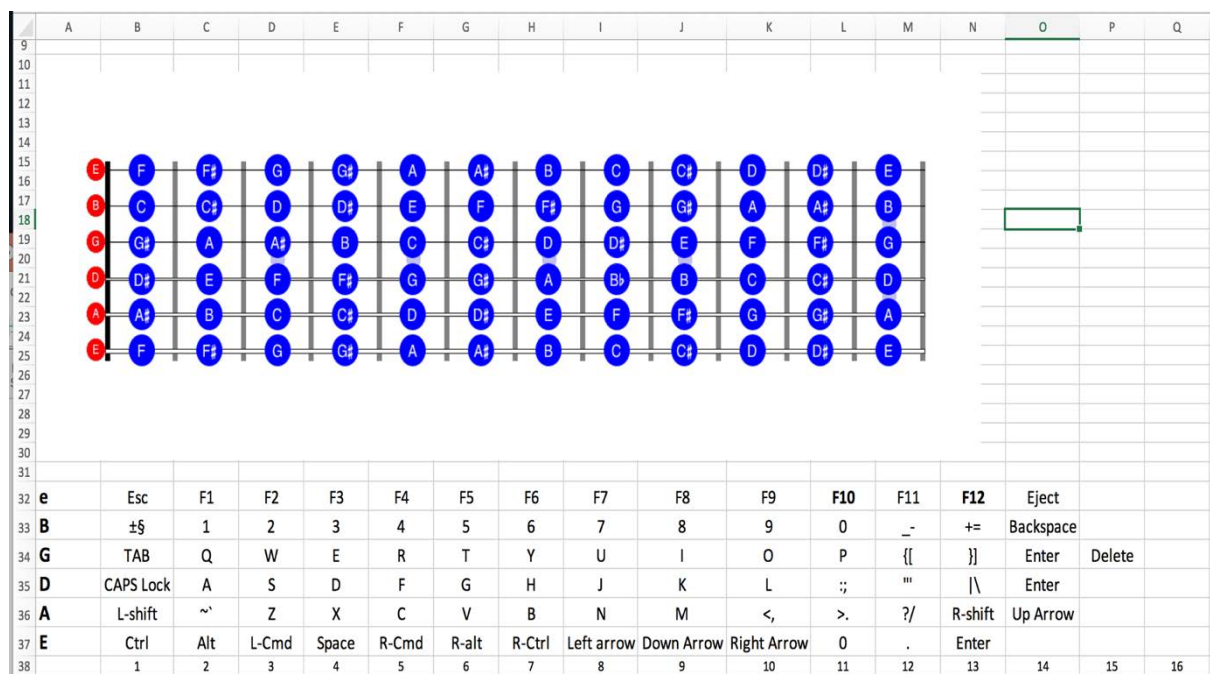 A B C D E F G H I J K L M N O P Q
9
10
11
12
13
14
15
E F F♯ G G♯ A A♯ B C C♯ D D♯ E
16
17
B C C♯ D D♯ E F F♯ G G♯ A A♯ B
18
19
G G♯ A A♯ B C C♯ D D♯ E F F♯ G
20
21
D D♯ E F F♯ G G♯ A B♭ B C C♯ D
22
23
A A♯ B C C♯ D D♯ E F F♯ G G♯ A
24
25
E F F♯ G G♯ A A♯ B C C♯ D D♯ E
26
27
28
29
30
31
32 e Esc F1 F2 F3 F4 F5 F6 F7 F8 F9 F10 F11 F12 Eject
33 B ±§ 1 2 3 4 5 6 7 8 9 0 _- += Backspace
34 G TAB Q W E R T Y U I O P {[ }] Enter Delete
35 D CAPS Lock A S D F G H J K L :; "' |\ Enter
36 A L-shift ~` Z X C V B N M <, >. ?/ R-shift Up Arrow
37 E Ctrl Alt L-Cmd Space R-Cmd R-alt R-Ctrl Left arrow Down Arrow Right Arrow 0 . Enter
38 1 2 3 4 5 6 7 8 9 10 11 12 13 14 15 16